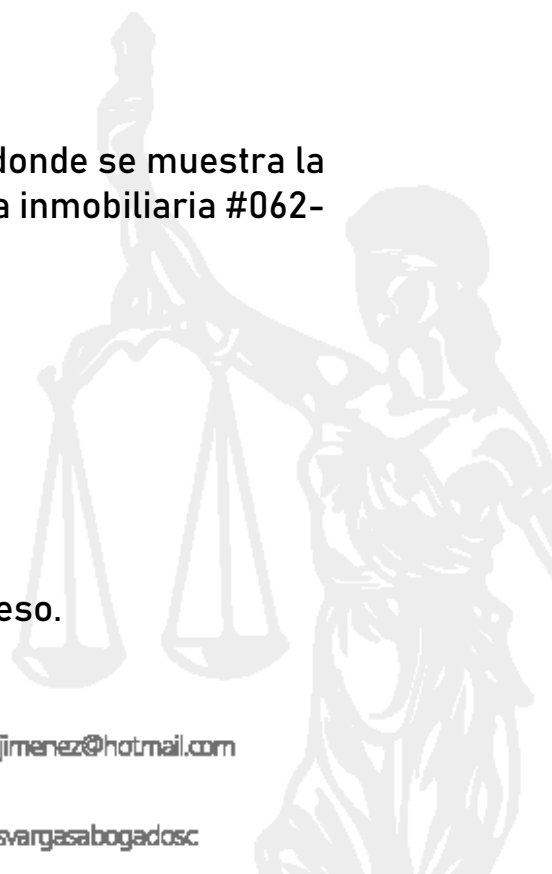 donde se muestra la
a inmobiliaria #062-
eso.
jimenez@hotmail.com
svargasabogadosc